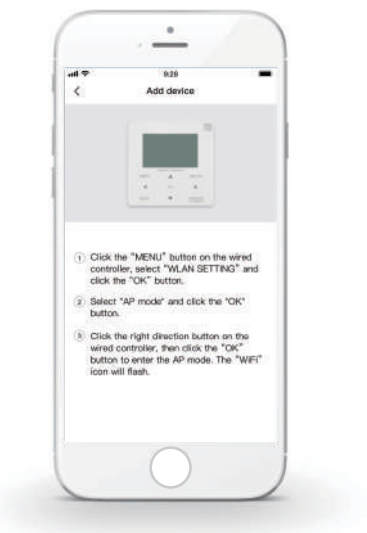 9:28
Add device
MENU
OK
1 Click the "MENU" button on the wired
controller, select "WLAN SETTING" and
click the "OK" button.
2 Select "AP mode" and click the "OK"
button.
3 Click the right direction button on the
wired controller, then click the "OK"
button to enter the AP mode. The "WiFi"
icon will flash.